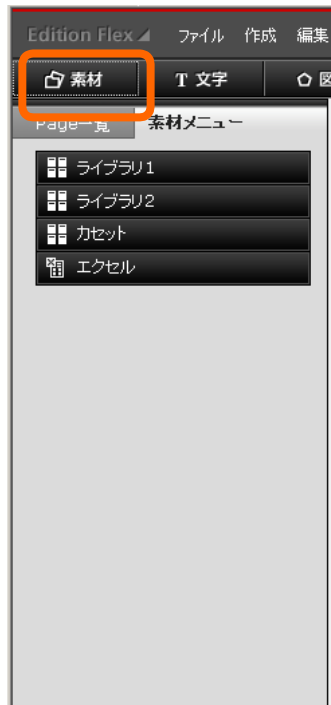 Edition Flex ファイル 作成 編集
素材 T 文字 図
Page一覧 素材メニュー
ライブラリ1
ライブラリ2
カセット
エクセル